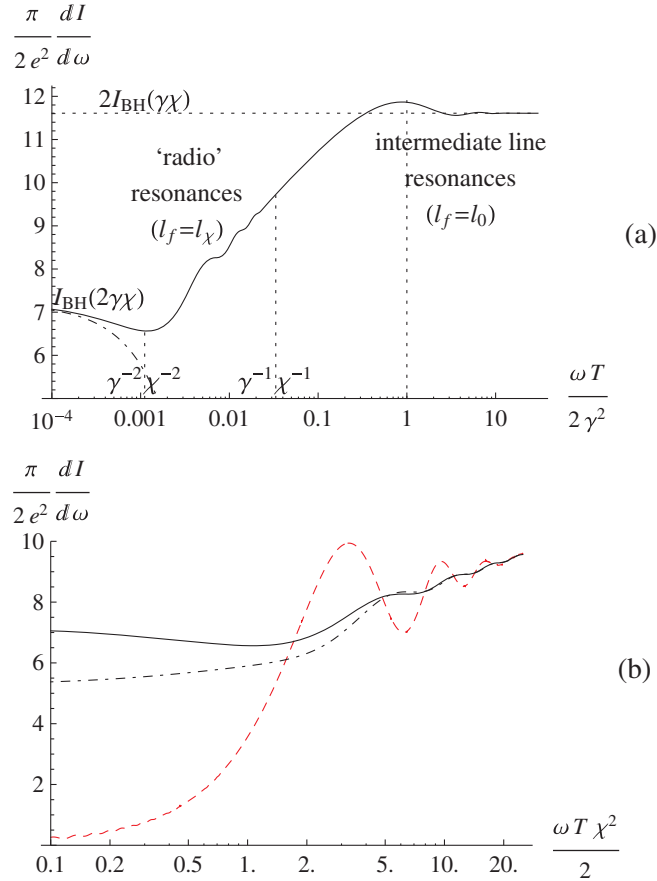 π/(2 e²) dI/dω
2I_BH(γχ)
'radio'
resonances
(l_f=l_χ)
intermediate line
resonances
(l_f=l_0)
(a)
I_BH(2γχ)
γ⁻²χ⁻² γ⁻¹χ⁻¹
12
11
10
9
8
7
6
10⁻⁴ 0.001 0.01 0.1 1 10
ωT/(2γ²)
π/(2 e²) dI/dω
10
8
6
4
2
(b)
0.1 0.2 0.5 1. 2. 5. 10. 20.
ωTχ²/2